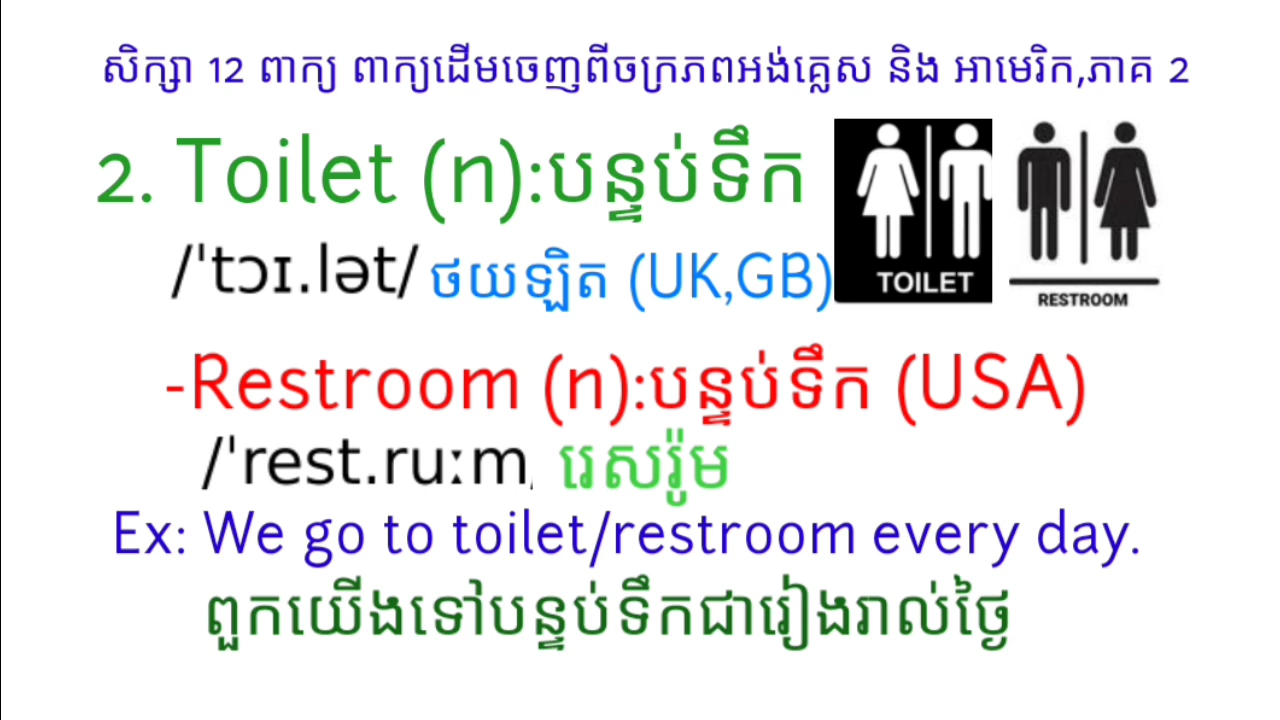 សិក្សា 12 ពាក្យ ពាក្យដើមចេញពីចក្រភពអង់គ្លេស និង អាមេរិក,ភាគ 2
2. Toilet (n):បន្ទប់ទឹក
TOILET
RESTROOM
/ˈtɔɪ.lət/ ថយឡិត (UK,GB)
-Restroom (n):បន្ទប់ទឹក (USA)
/ˈrest.ruːm/ រេសរ៉ូម
Ex: We go to toilet/restroom every day.
ពួកយើងទៅបន្ទប់ទឹកជារៀងរាល់ថ្ងៃ